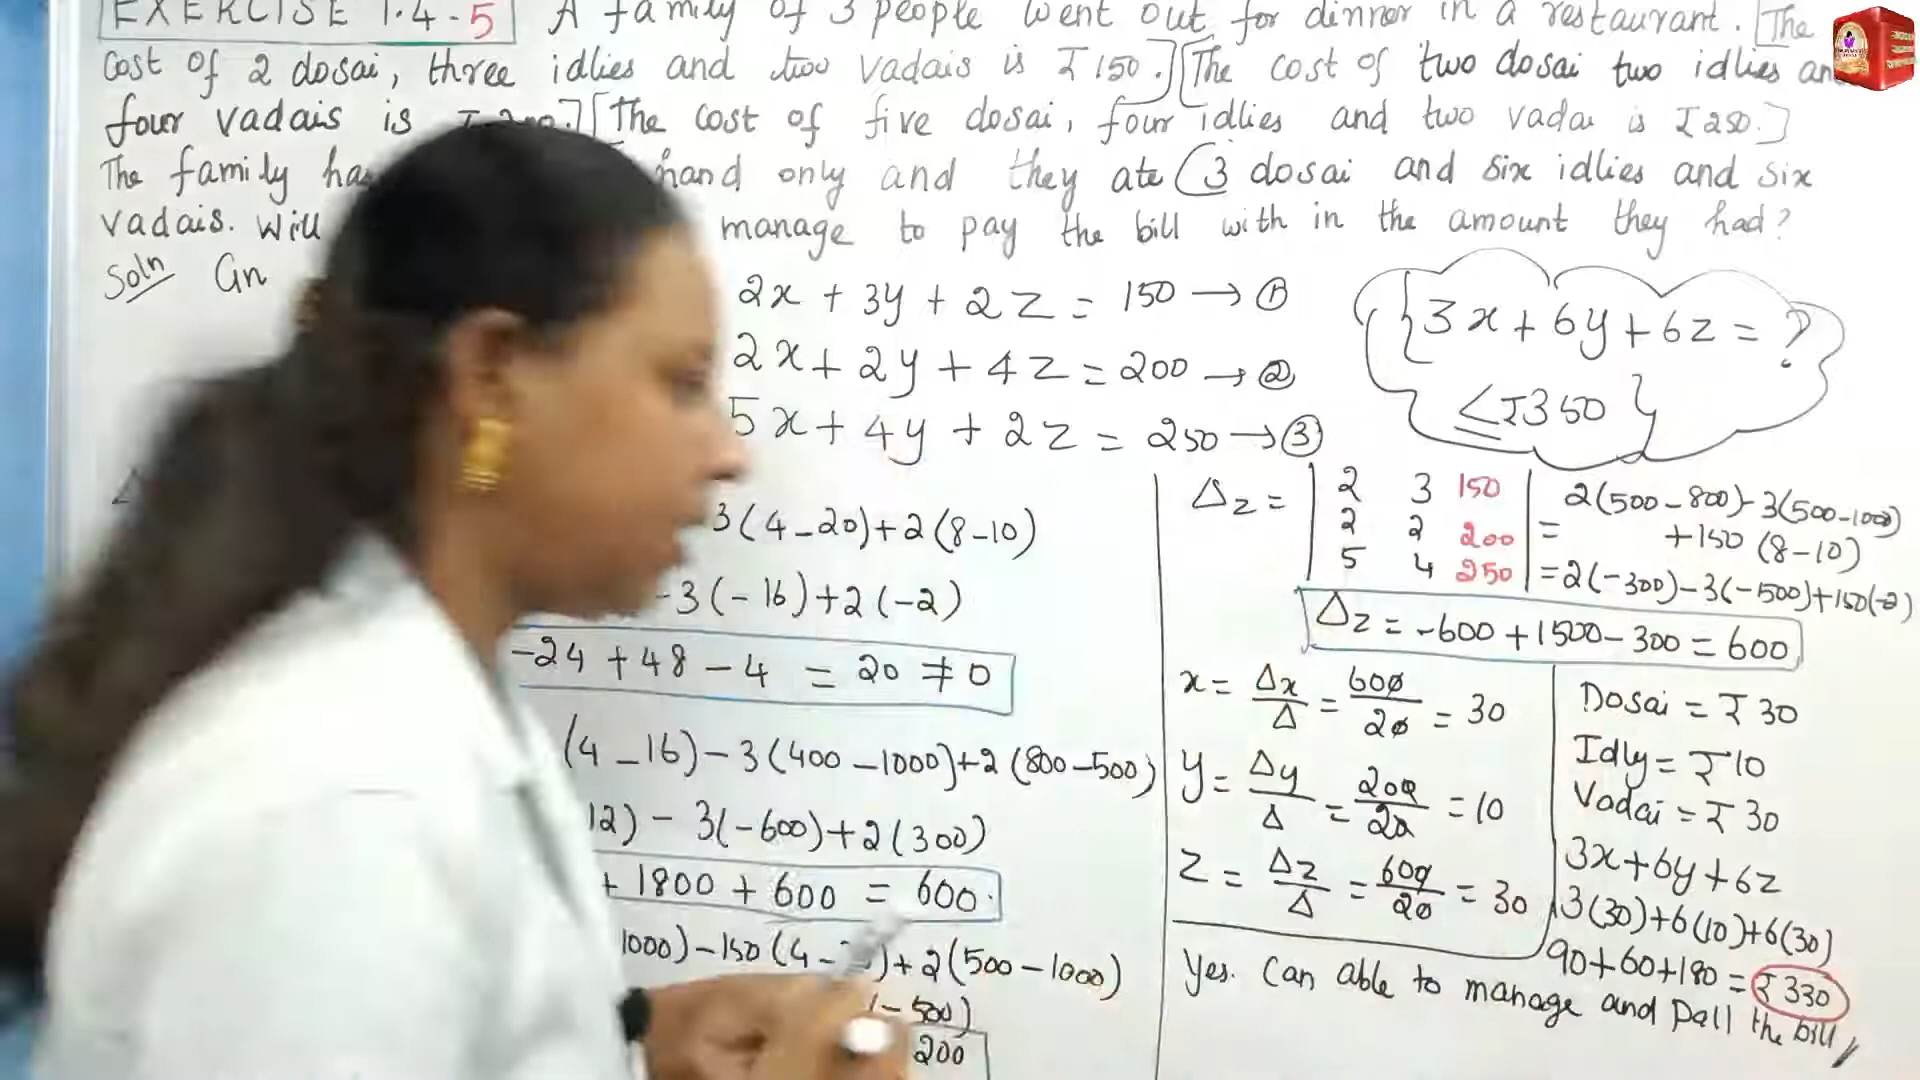 EXERCISE 1.4-5 A family of 3 people went out for dinner in a restaurant. [The
cost of 2 dosai, three idlies and two vadais is ₹150.] [The cost of two dosai two idlies an
four vadais is [The cost of five dosai, four idlies and two vadai is ₹250.]
The family ha hand only and they ate (3 dosai and six idlies and six
vadais. Will manage to pay the bill with in the amount they had?
Soln Gn
2x + 3y + 2z = 150 → ①
2x + 2y + 4z = 200 → ②
5x + 4y + 2z = 250 → ③
{3x + 6y + 6z = ?
≤ ₹350 }
3(4-20)+2(8-10)
-3(-16)+2(-2)
-24 + 48 - 4 = 20 ≠ 0
(4-16) - 3(400-1000)+2(800-500)
12) - 3(-600)+2(300)
+ 1800 + 600 = 600.
1000) - 150(4- )+2(500-1000)
(-500)
200
Δz = | 2 3 150 | = 2(500-800)-3(500-1000)
2 2 200 +150 (8-10)
5 4 250 = 2(-300)-3(-500)+150(-2)
Δz = -600 + 1500 - 300 = 600
x = Δx/Δ = 600/20 = 30
y = Δy/Δ = 200/20 = 10
z = Δz/Δ = 600/20 = 30
Dosai = ₹30
Idly = ₹10
Vadai = ₹30
3x+6y+6z
3(30)+6(10)+6(30)
90+60+180 = ₹330
Yes. Can able to manage and Pall the bill